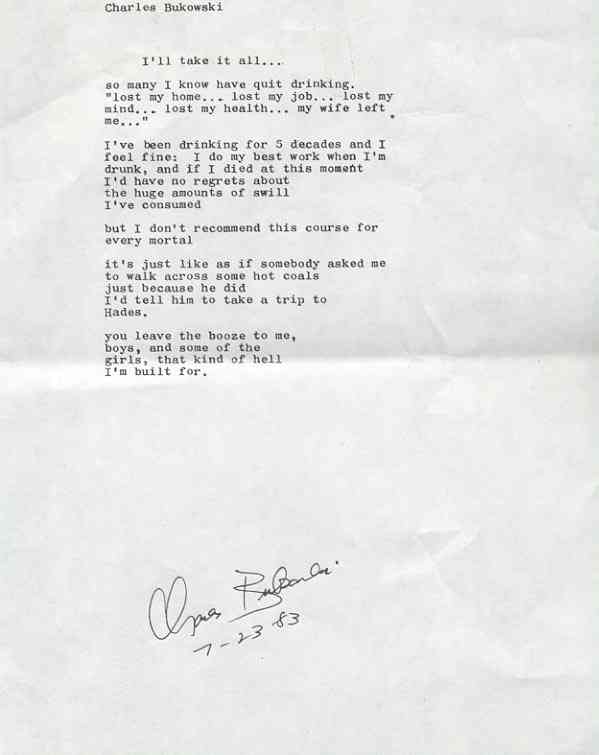 Charles Bukowski
I'll take it all...
so many I know have quit drinking.
"lost my home... lost my job... lost my
mind... lost my health... my wife left
me..."
I've been drinking for 5 decades and I
feel fine: I do my best work when I'm
drunk, and if I died at this moment
I'd have no regrets about
the huge amounts of swill
I've consumed
but I don't recommend this course for
every mortal
it's just like as if somebody asked me
to walk across some hot coals
just because he did
I'd tell him to take a trip to
Hades.
you leave the booze to me,
boys, and some of the
girls, that kind of hell
I'm built for.
Charles Bukowski
7-23 83